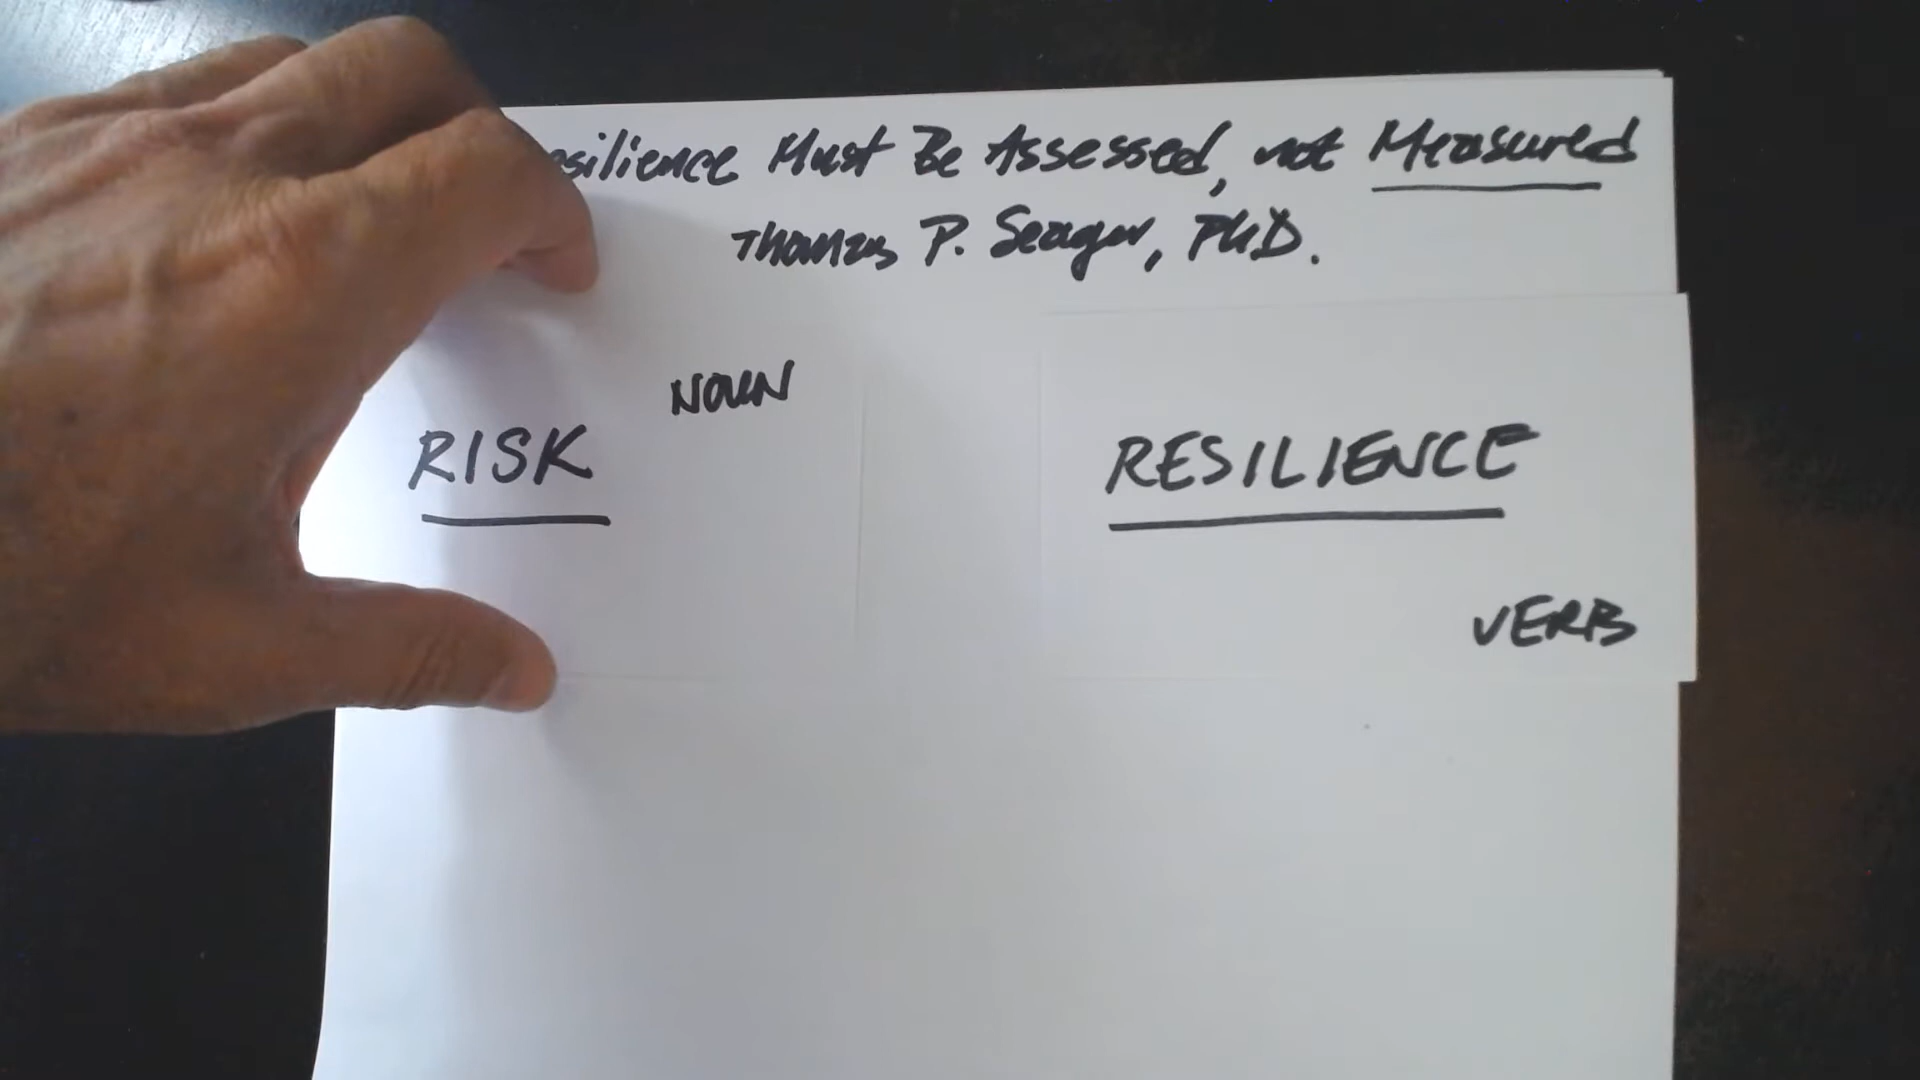 esilience Must Be Assessed, not Measured
Thomas P. Seager, PhD.
NOUN
RISK
RESILIENCE
VERB